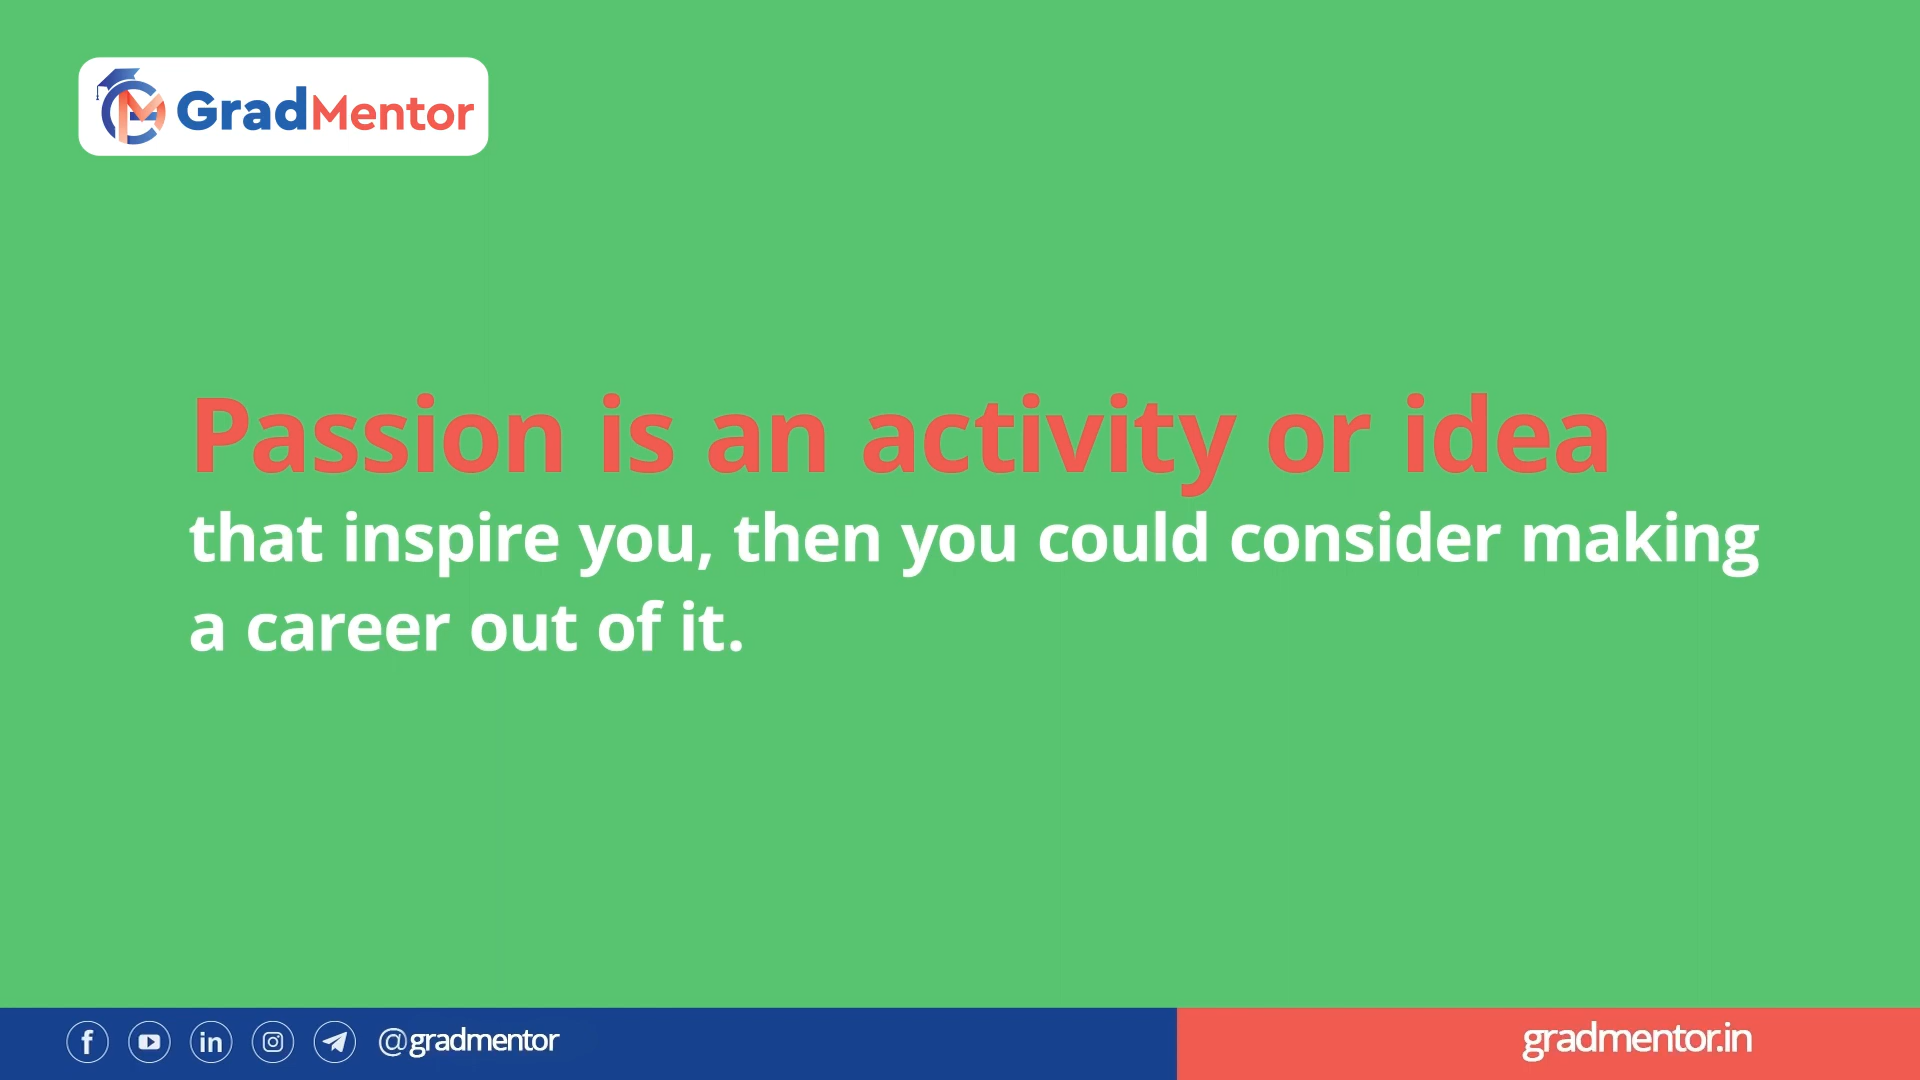 GradMentor
Passion is an activity or idea
that inspire you, then you could consider making
a career out of it.
@gradmentor
gradmentor.in